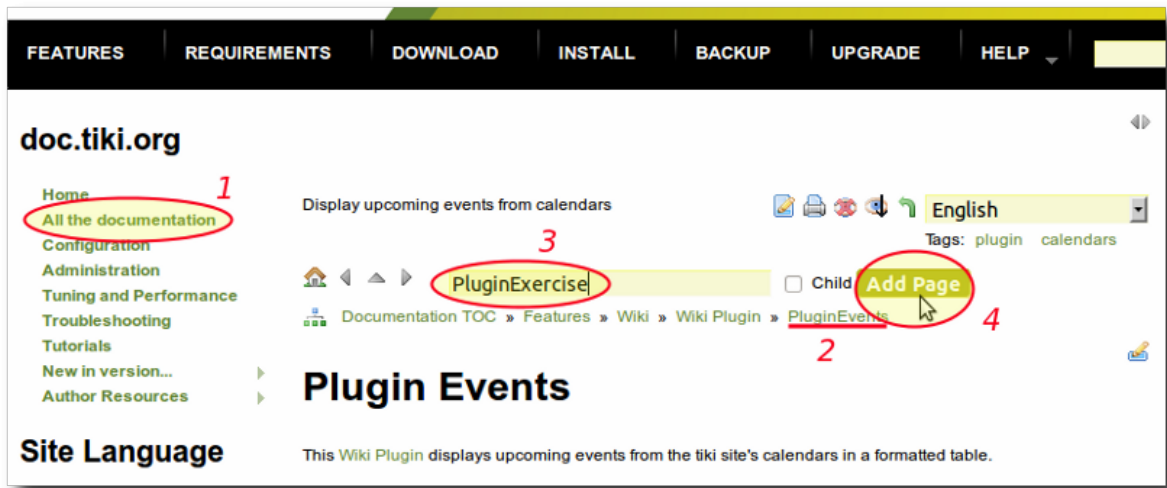 FEATURES REQUIREMENTS DOWNLOAD INSTALL BACKUP UPGRADE HELP
doc.tiki.org
Home
1
All the documentation
Configuration
Administration
Tuning and Performance
Troubleshooting
Tutorials
New in version...
Author Resources
Site Language
Display upcoming events from calendars
English
Tags: plugin calendars
3
PluginExercise
Child
Add Page
4
Documentation TOC » Features » Wiki » Wiki Plugin » PluginEvents
2
Plugin Events
This Wiki Plugin displays upcoming events from the tiki site's calendars in a formatted table.